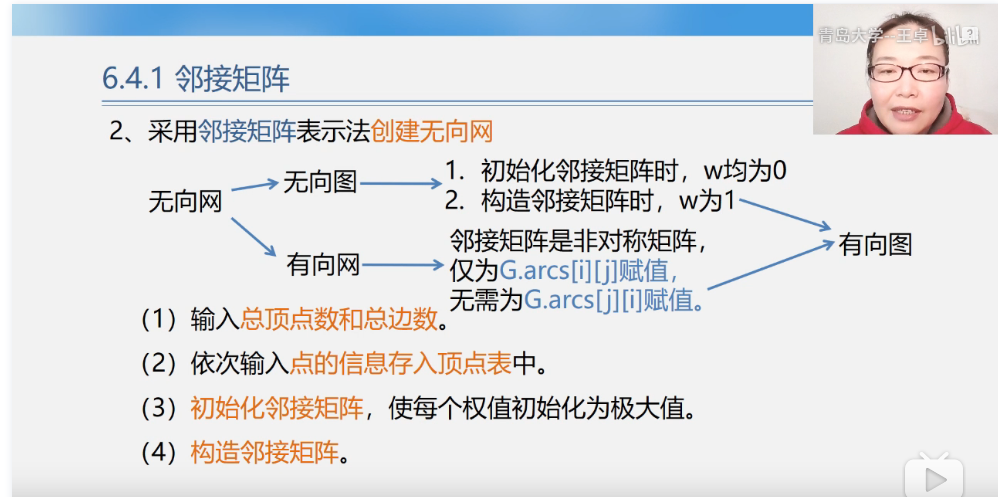 青岛大学--王卓
6.4.1 邻接矩阵
2、采用邻接矩阵表示法创建无向网
无向网
无向图
1. 初始化邻接矩阵时，w均为0
2. 构造邻接矩阵时，w为1
有向网
邻接矩阵是非对称矩阵，
仅为G.arcs[i][j]赋值，
无需为G.arcs[j][i]赋值。
有向图
（1）输入总顶点数和总边数。
（2）依次输入点的信息存入顶点表中。
（3）初始化邻接矩阵，使每个权值初始化为极大值。
（4）构造邻接矩阵。